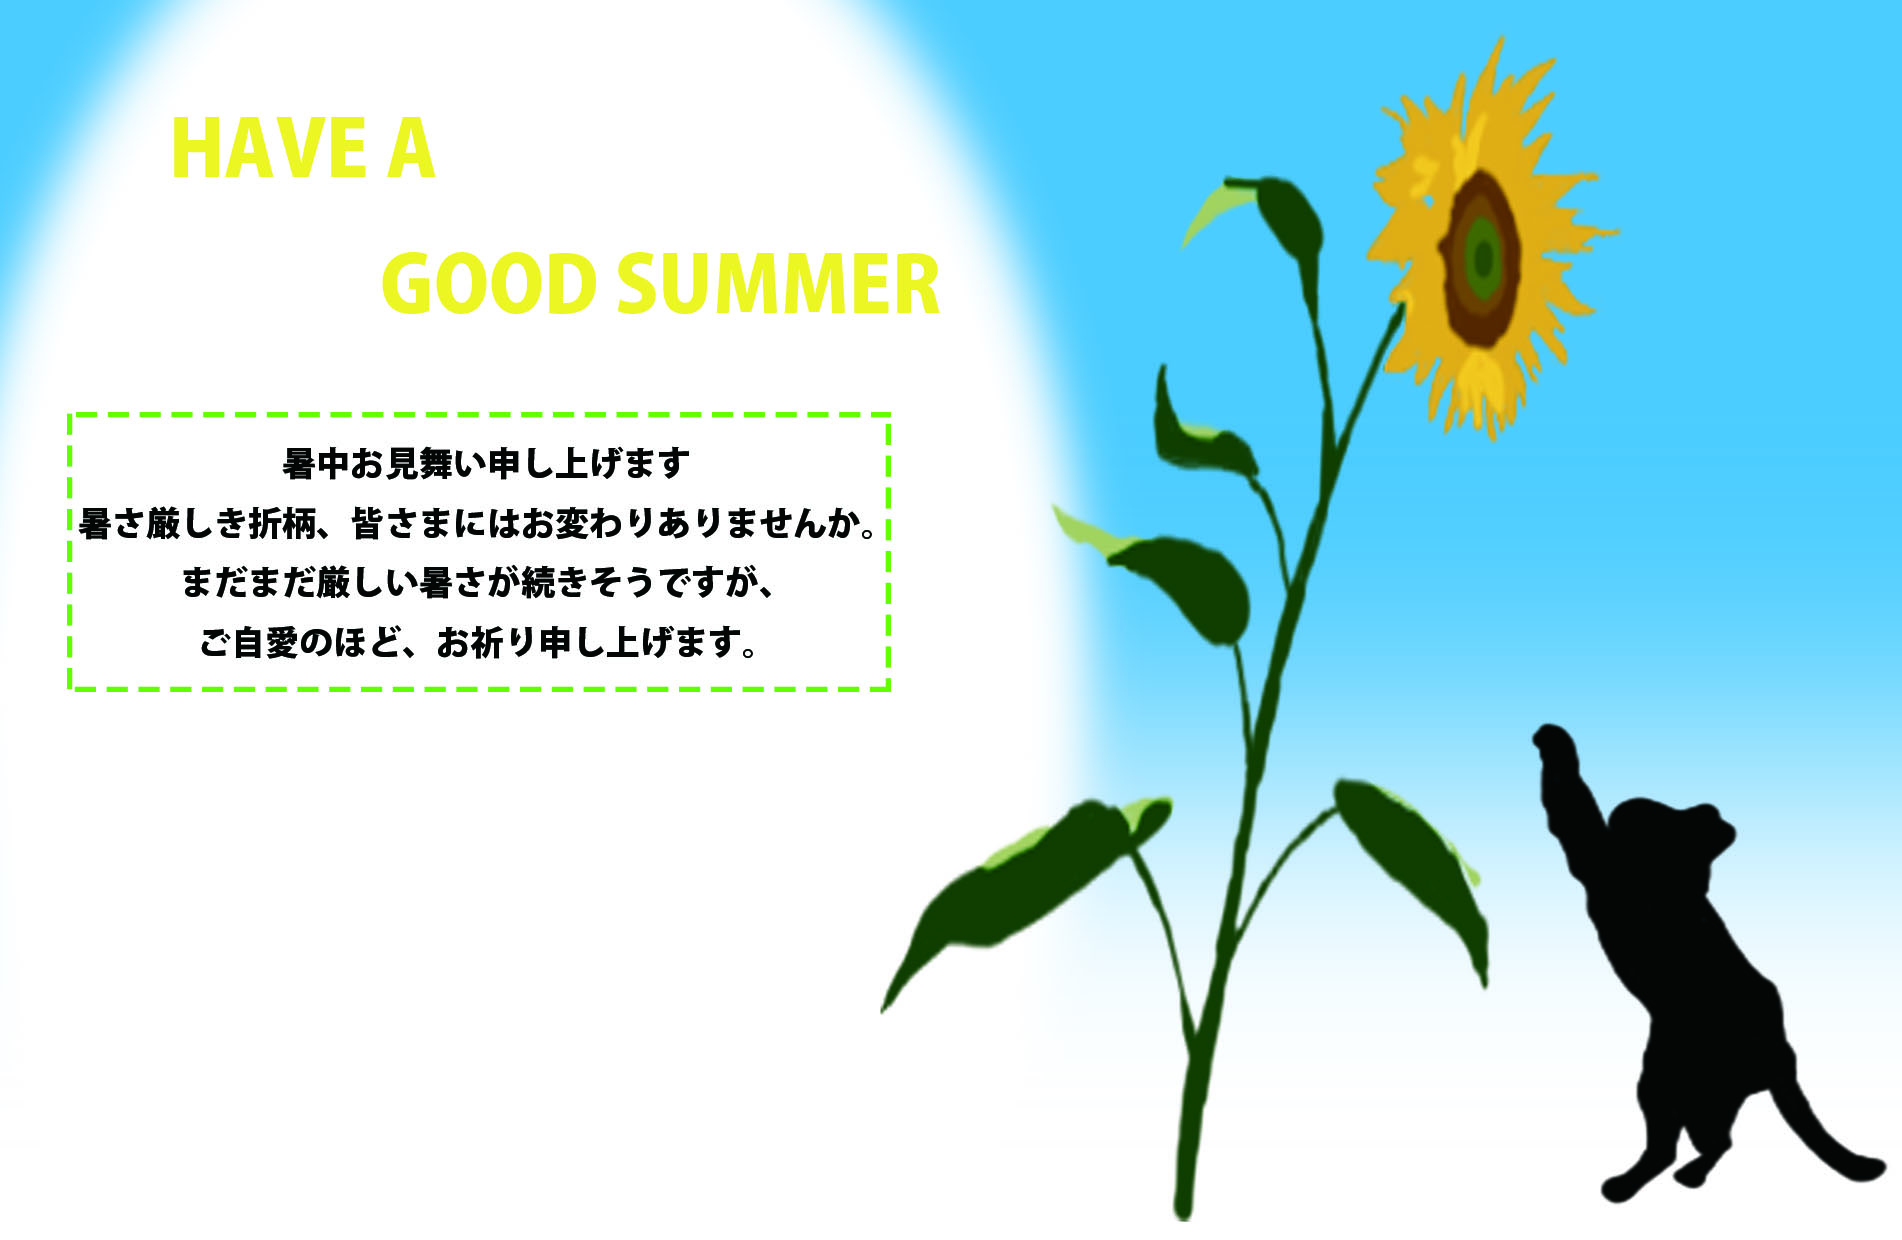 HAVE A
GOOD SUMMER
暑中お見舞い申し上げます
暑さ厳しき折柄、皆さまにはお変わりありませんか。
まだまだ厳しい暑さが続きそうですが、
ご自愛のほど、お祈り申し上げます。